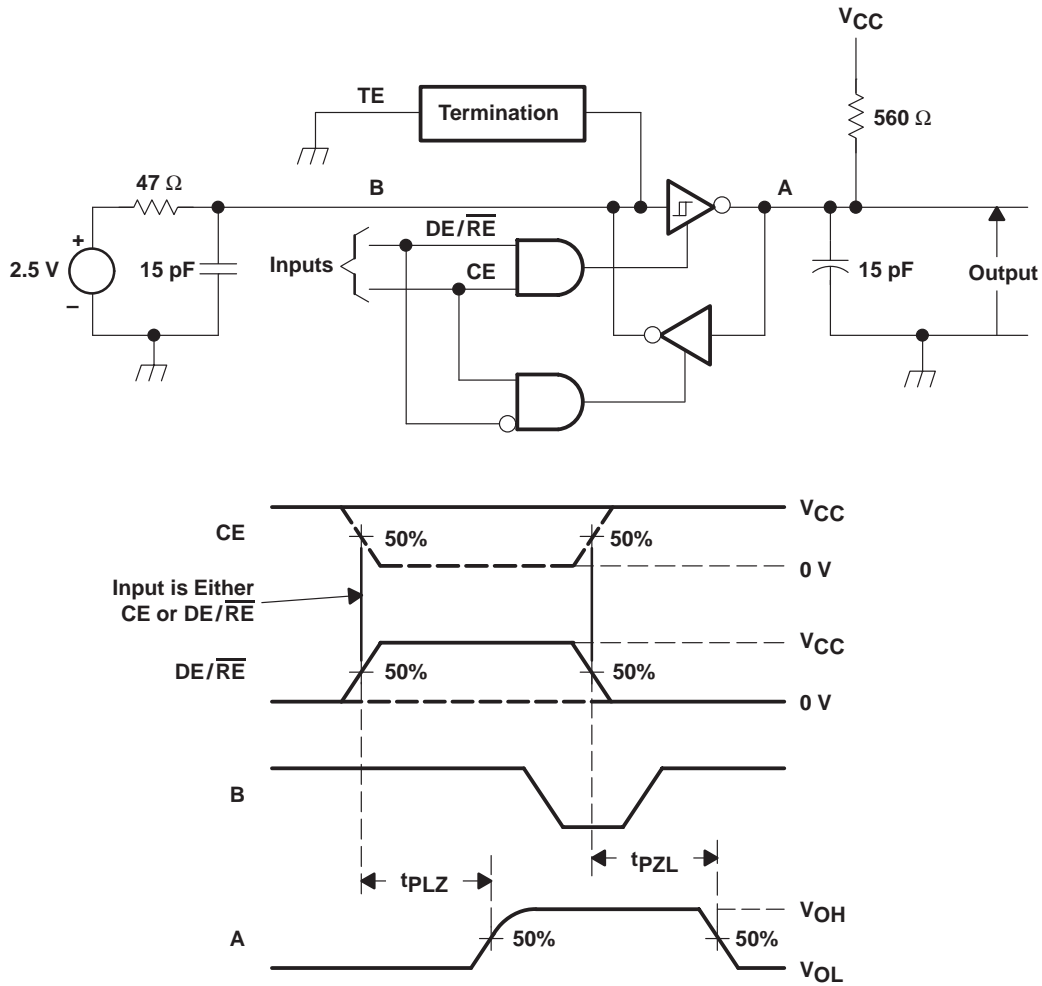 VCC
TE
Termination
560 Ω
47 Ω
B
A
DE/RE
+
2.5 V
−
15 pF
Inputs
CE
15 pF
Output
CE
50%
50%
VCC
0 V
Input is Either
CE or DE/RE
DE/RE
50%
50%
VCC
0 V
B
tPLZ
tPZL
A
50%
50%
VOH
VOL